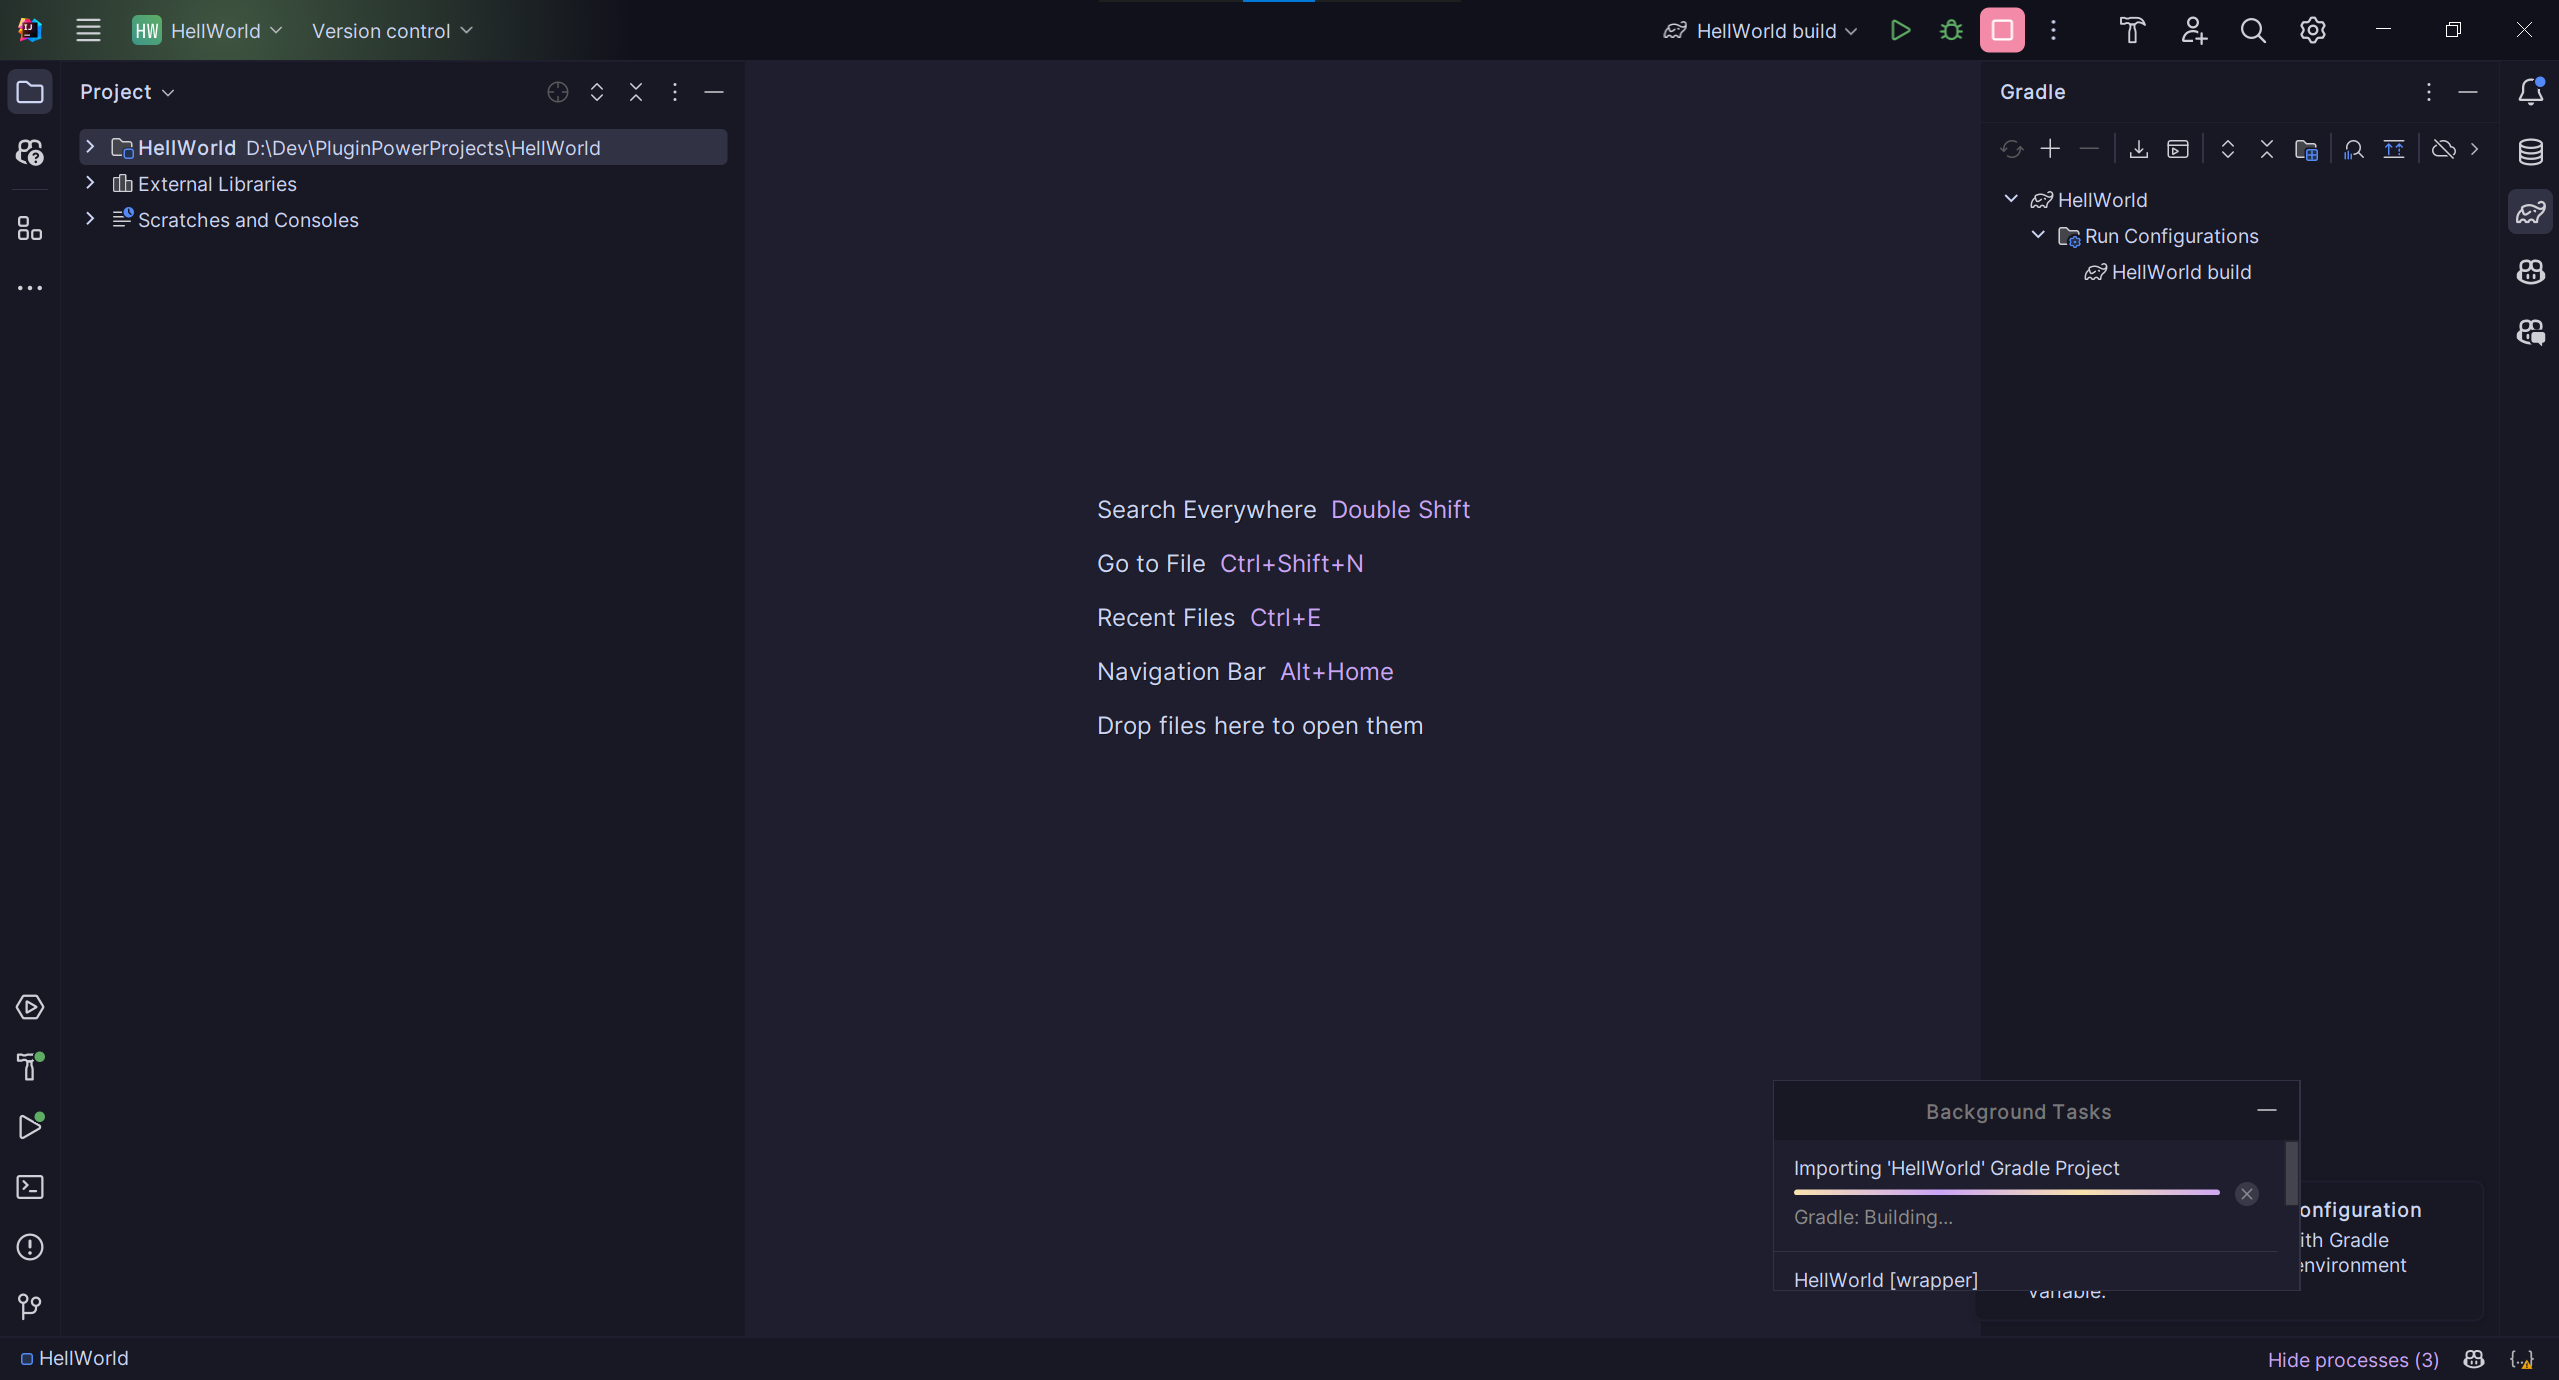 HW HellWorld Version control
HellWorld build
Project
HellWorld D:\Dev\PluginPowerProjects\HellWorld
External Libraries
Scratches and Consoles
Search Everywhere Double Shift
Go to File Ctrl+Shift+N
Recent Files Ctrl+E
Navigation Bar Alt+Home
Drop files here to open them
Gradle
HellWorld
Run Configurations
HellWorld build
Background Tasks
Importing 'HellWorld' Gradle Project
Gradle: Building...
HellWorld [wrapper]
onfiguration
ith Gradle
environment
variable.
HellWorld
Hide processes (3)